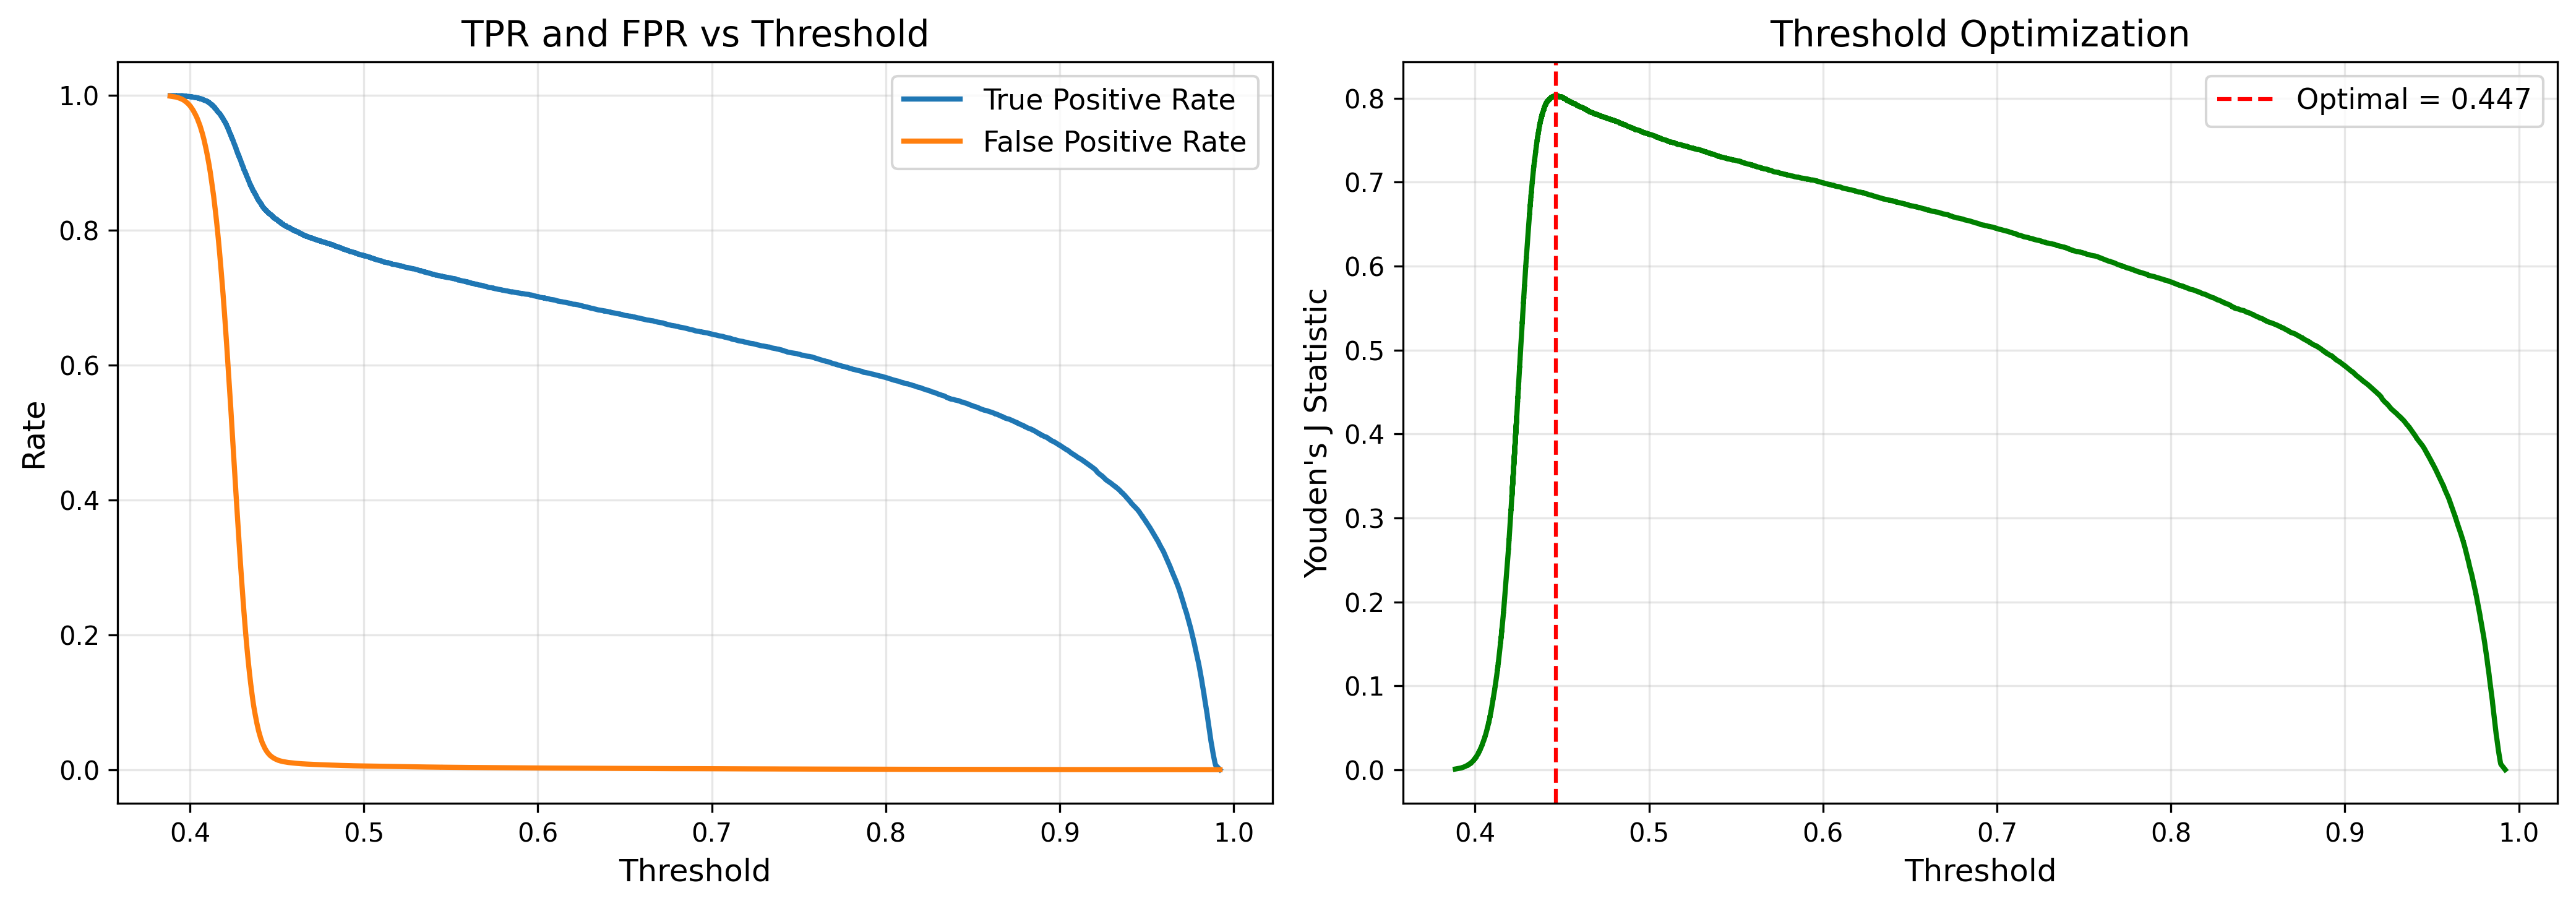 TPR and FPR vs Threshold
True Positive Rate
False Positive Rate
Rate
1.0
0.8
0.6
0.4
0.2
0.0
0.4 0.5 0.6 0.7 0.8 0.9 1.0
Threshold
Threshold Optimization
Optimal = 0.447
Youden's J Statistic
0.8
0.7
0.6
0.5
0.4
0.3
0.2
0.1
0.0
0.4 0.5 0.6 0.7 0.8 0.9 1.0
Threshold